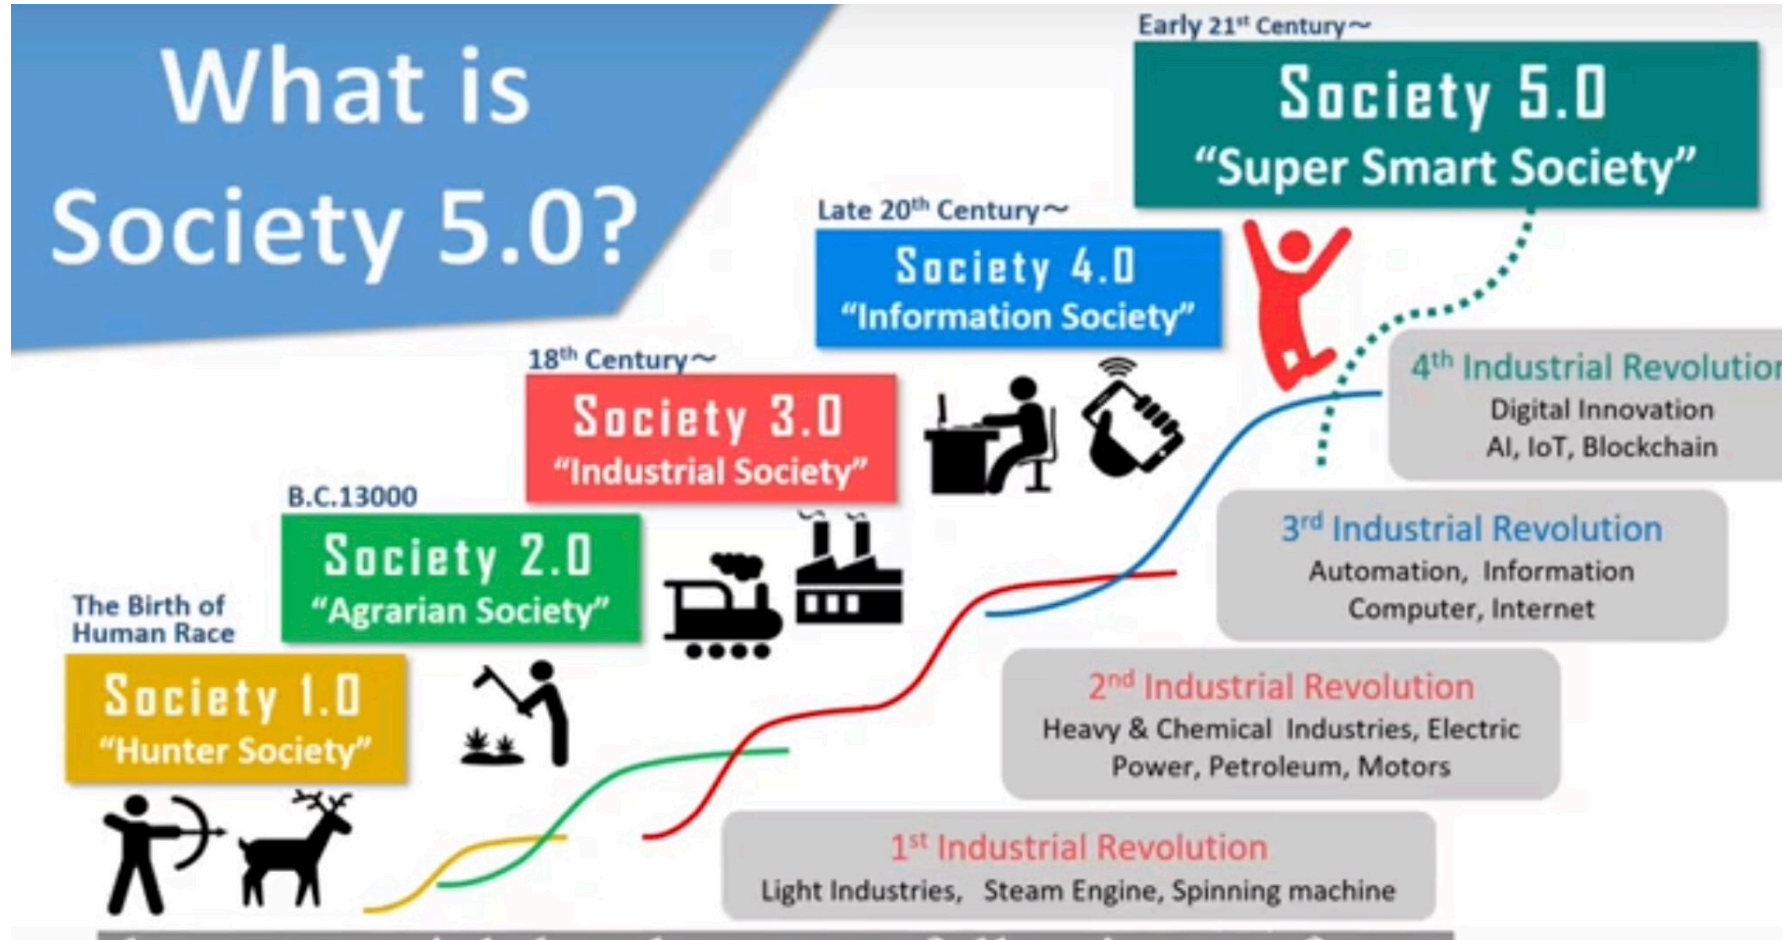 What is
Society 5.0?
Early 21st Century～
Society 5.0
“Super Smart Society”
Late 20th Century～
Society 4.0
“Information Society”
18th Century～
Society 3.0
“Industrial Society”
B.C.13000
Society 2.0
“Agrarian Society”
The Birth of
Human Race
Society 1.0
“Hunter Society”
4th Industrial Revolution
Digital Innovation
AI, IoT, Blockchain
3rd Industrial Revolution
Automation, Information
Computer, Internet
2nd Industrial Revolution
Heavy & Chemical Industries, Electric
Power, Petroleum, Motors
1st Industrial Revolution
Light Industries, Steam Engine, Spinning machine